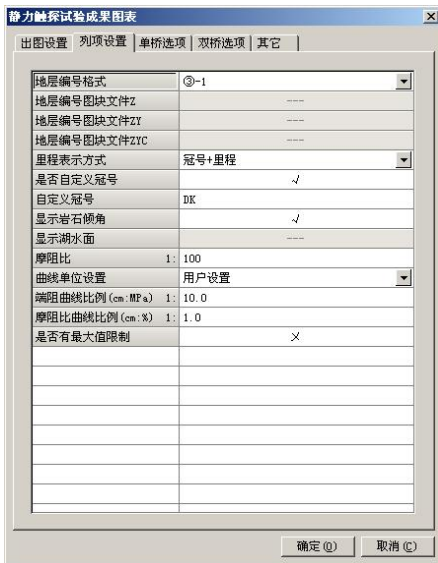 静力触探试验成果图表
出图设置 列项设置 单桥选项 双桥选项 其它
地层编号格式 ③-1
地层编号图块文件Z ---
地层编号图块文件ZY ---
地层编号图块文件ZYC ---
里程表示方式 冠号+里程
是否自定义冠号 √
自定义冠号 DK
显示岩石倾角 √
显示湖水面 ---
摩阻比 1: 100
曲线单位设置 用户设置
端阻曲线比例(cm:MPa) 1: 10.0
摩阻比曲线比例(cm:%) 1: 1.0
是否有最大值限制 ×
确定(O) 取消(C)